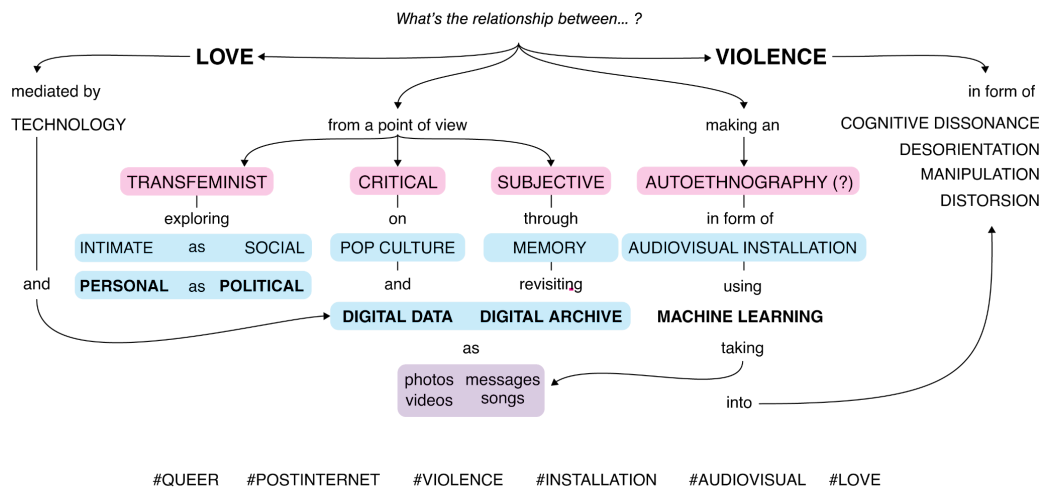 What's the relationship between... ?
LOVE
VIOLENCE
mediated by
in form of
TECHNOLOGY
from a point of view
making an
COGNITIVE DISSONANCE
DESORIENTATION
MANIPULATION
DISTORSION
TRANSFEMINIST
CRITICAL
SUBJECTIVE
AUTOETHNOGRAPHY (?)
exploring
on
through
in form of
INTIMATE as SOCIAL
POP CULTURE
MEMORY
AUDIOVISUAL INSTALLATION
and
PERSONAL as POLITICAL
and
revisiting
using
DIGITAL DATA
DIGITAL ARCHIVE
MACHINE LEARNING
as
taking
photos messages
videos songs
into
#QUEER #POSTINTERNET #VIOLENCE #INSTALLATION #AUDIOVISUAL #LOVE